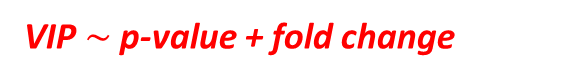 VIP ~ p-value + fold change